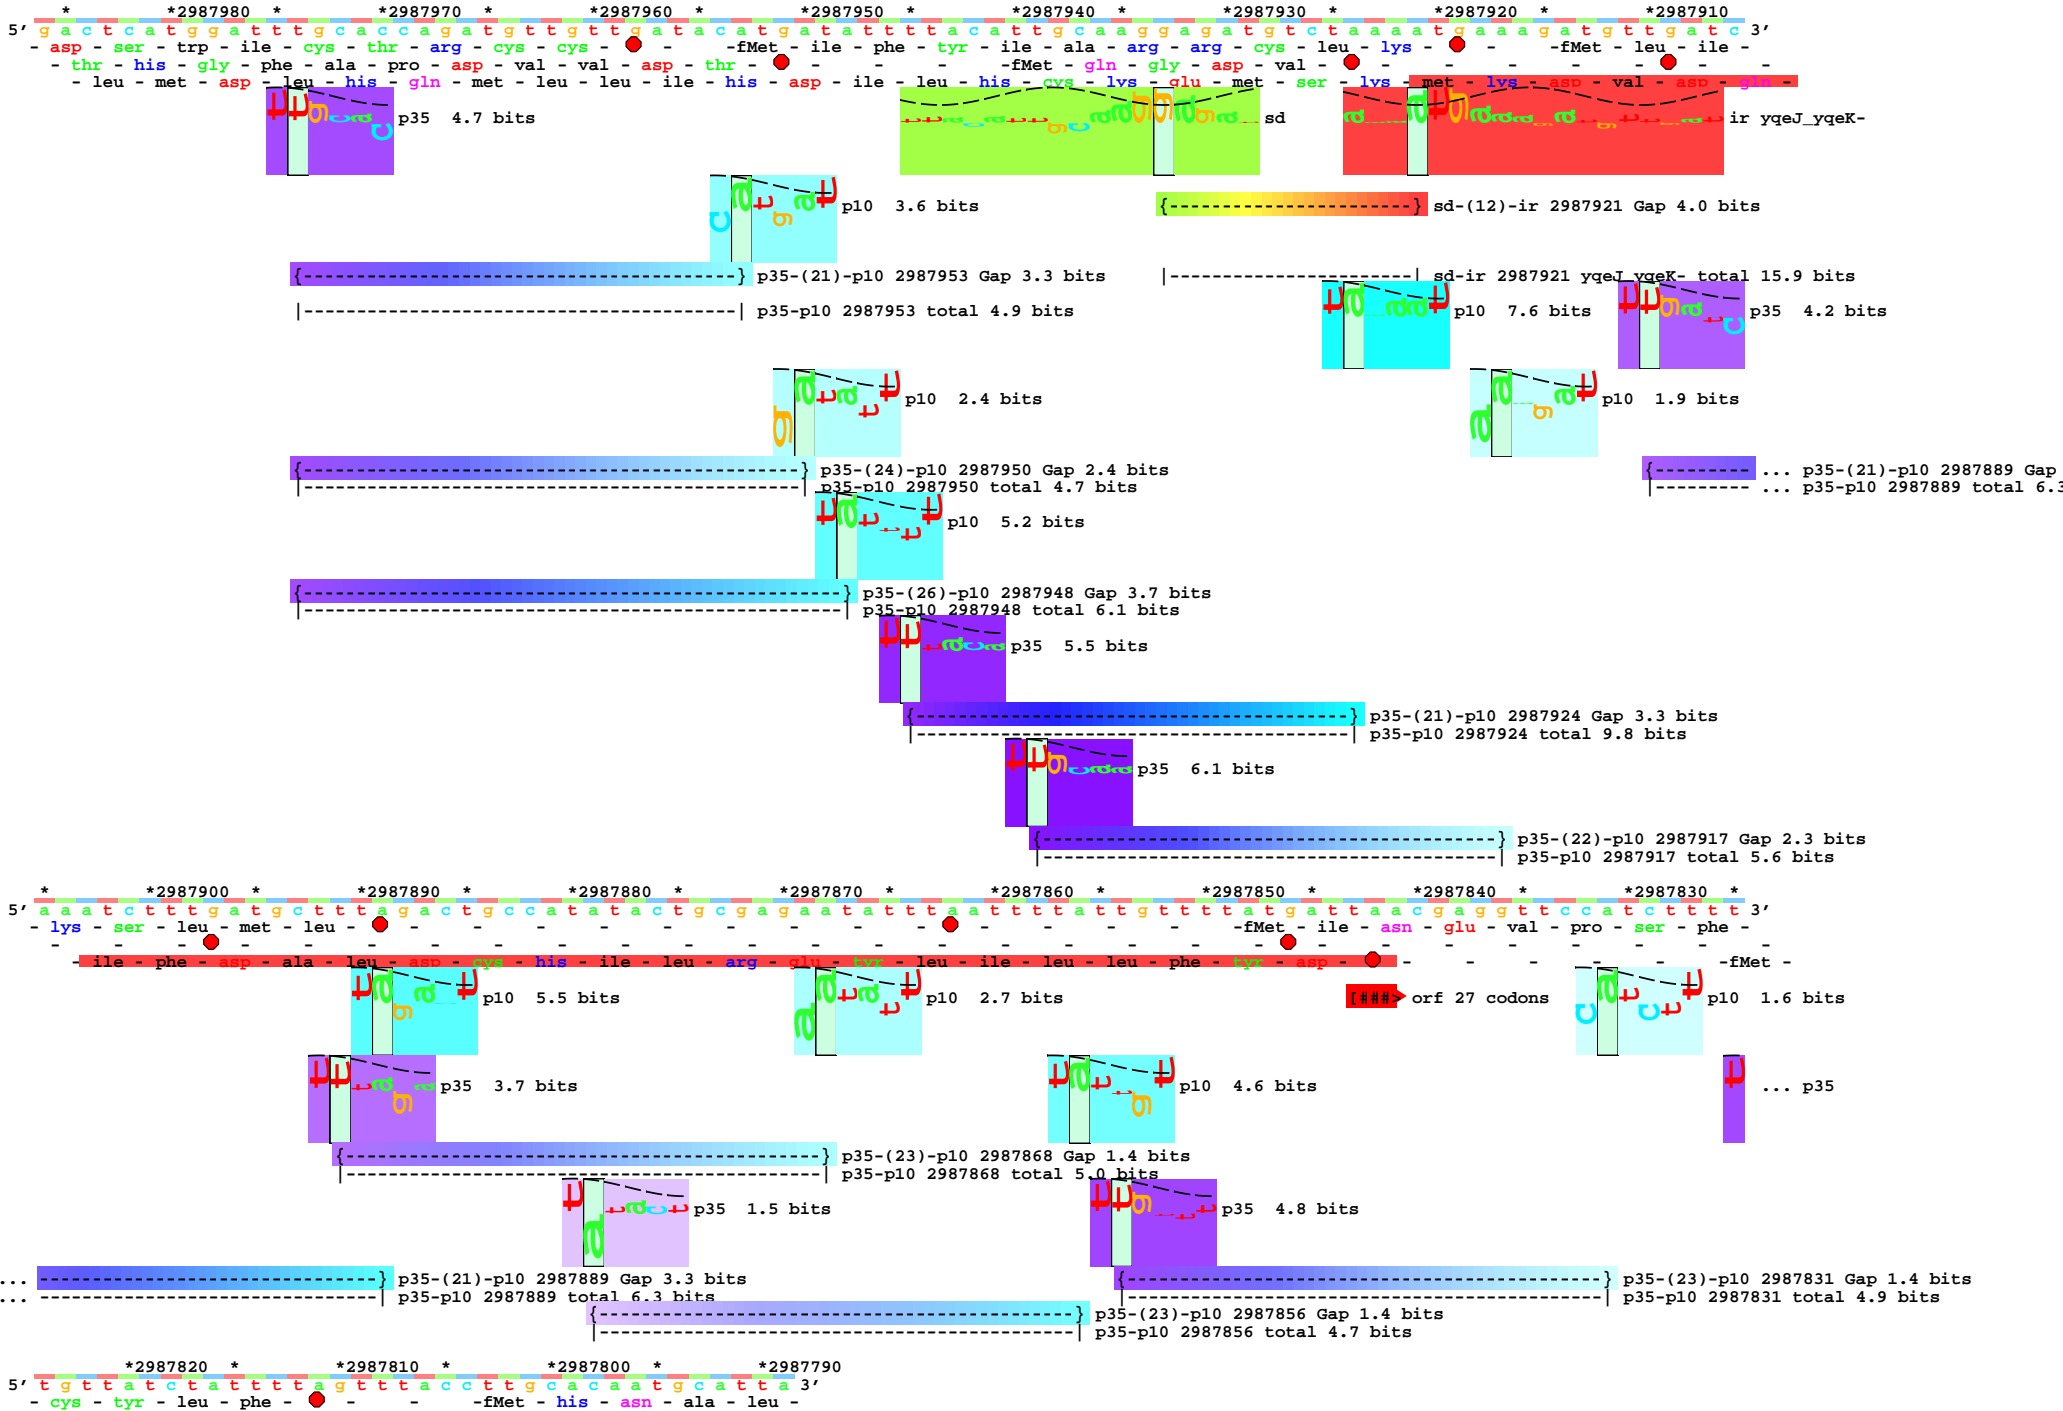 * *2987980 * *2987970 * *2987960 * *2987950 * *2987940 * *2987930 * *2987920 * *2987910
5' g a c t c a t g g a t t t g c a c c a g a t g t t g t t g a t a c a t g a t a t t t t a c a t t g c a a g g a g a t g t c t a a a a t g a a a g a t g t t g a t c 3'
- asp - ser - trp - ile - cys - thr - arg - cys - cys - - -fMet - ile - phe - tyr - ile - ala - arg - arg - cys - leu - lys - - -fMet - leu - ile -
- thr - his - gly - phe - ala - pro - asp - val - val - asp - thr - - - - -fMet - gln - gly - asp - val - - - - - - -
- leu - met - asp - leu - his - gln - met - leu - leu - ile - his - asp - ile - leu - his - cys - lys - glu - met - ser - lys - met - lys - asp - val - asp - gln -
p35 4.7 bits
sd
ir yqeJ_yqeK-
p10 3.6 bits
sd-(12)-ir 2987921 Gap 4.0 bits
p35-(21)-p10 2987953 Gap 3.3 bits
sd-ir 2987921 yqeJ_yqeK- total 15.9 bits
p35-p10 2987953 total 4.9 bits
p10 7.6 bits
p35 4.2 bits
p10 2.4 bits
p10 1.9 bits
p35-(24)-p10 2987950 Gap 2.4 bits
... p35-(21)-p10 2987889 Gap
p35-p10 2987950 total 4.7 bits
... p35-p10 2987889 total 6.3
p10 5.2 bits
p35-(26)-p10 2987948 Gap 3.7 bits
p35-p10 2987948 total 6.1 bits
p35 5.5 bits
p35-(21)-p10 2987924 Gap 3.3 bits
p35-p10 2987924 total 9.8 bits
p35 6.1 bits
p35-(22)-p10 2987917 Gap 2.3 bits
p35-p10 2987917 total 5.6 bits
* *2987900 * *2987890 * *2987880 * *2987870 * *2987860 * *2987850 * *2987840 * *2987830 *
5' a a a t c t t t g a t g c t t t a g a c t g c c a t a t a c t g c g a g a a t a t t t a a t t t t a t t g t t t t a t g a t t a a c g a g g t t c c a t c t t t t 3'
- lys - ser - leu - met - leu - - - - - - - - - - - - - - -fMet - ile - asn - glu - val - pro - ser - phe -
- ile - phe - asp - ala - leu - asp - cys - his - ile - leu - arg - glu - tyr - leu - ile - leu - leu - phe - tyr - asp - - - - - - -fMet -
p10 5.5 bits
p10 2.7 bits
[###> orf 27 codons
p10 1.6 bits
p35 3.7 bits
p10 4.6 bits
... p35
p35-(23)-p10 2987868 Gap 1.4 bits
p35-p10 2987868 total 5.0 bits
p35 1.5 bits
p35 4.8 bits
... p35-(21)-p10 2987889 Gap 3.3 bits
p35-(23)-p10 2987831 Gap 1.4 bits
... p35-p10 2987889 total 6.3 bits
p35-p10 2987831 total 4.9 bits
p35-(23)-p10 2987856 Gap 1.4 bits
p35-p10 2987856 total 4.7 bits
*2987820 * *2987810 * *2987800 * *2987790
5' t g t t a t c t a t t t t a g t t t a c c t t g c a c a a t g c a t t a 3'
- cys - tyr - leu - phe - - - -fMet - his - asn - ala - leu -